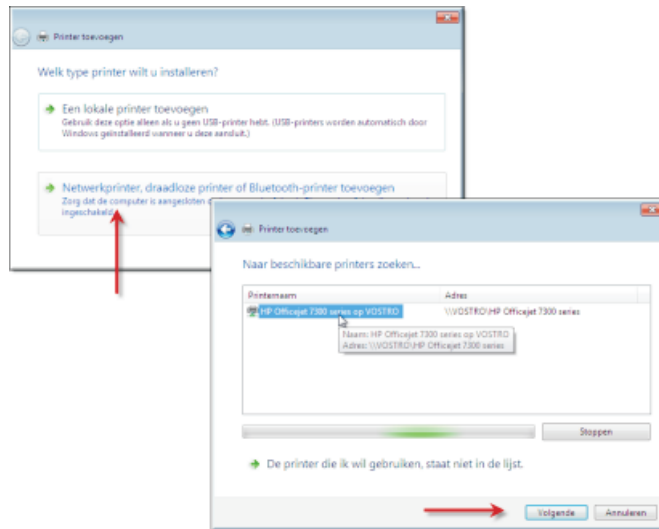 Printer toevoegen
Welk type printer wilt u installeren?
Een lokale printer toevoegen
Gebruik deze optie alleen als u geen USB-printer hebt. (USB-printers worden automatisch door
Windows geïnstalleerd wanneer u deze aansluit.)
Netwerkprinter, draadloze printer of Bluetooth-printer toevoegen
Zorg dat de computer is aangesloten
ingeschakeld.
Printer toevoegen
Naar beschikbare printers zoeken...
Printernaam Adres
HP Officejet 7300 series op VOSTRO \\VOSTRO\HP Officejet 7300 series
Naam: HP Officejet 7300 series op VOSTRO
Adres: \\VOSTRO\HP Officejet 7300 series
Stoppen
De printer die ik wil gebruiken, staat niet in de lijst.
Volgende Annuleren